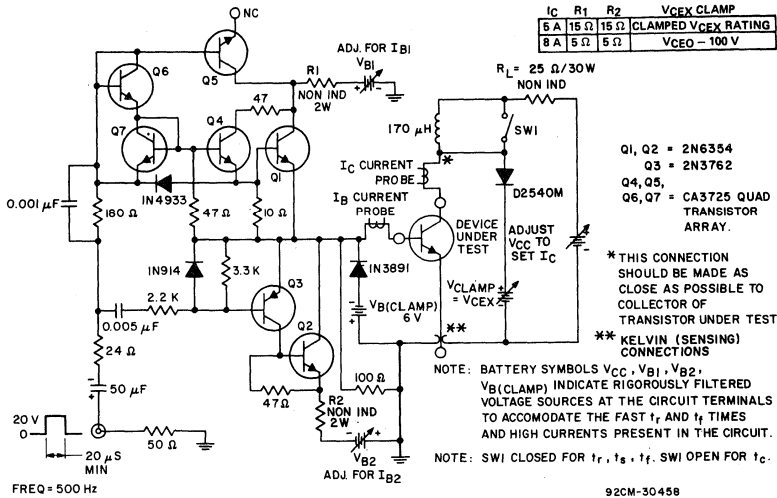 NC
IC R1 R2 VCEX CLAMP
5 A 15 Ω 15 Ω CLAMPED VCEX RATING
8 A 5 Ω 5 Ω VCEO – 100 V
Q6
Q5
ADJ. FOR IB1
VB1
R1
NON IND
2W
RL = 25 Ω/30W
NON IND
47
Q7
Q4
Q1
170 μH
SW1
*
IC CURRENT
PROBE
IB CURRENT
PROBE
Q1, Q2 = 2N6354
Q3 = 2N3762
Q4, Q5,
Q6, Q7 = CA3725 QUAD
TRANSISTOR
ARRAY.
IN4933
D2540M
0.001 μF
180 Ω
47 Ω
10 Ω
DEVICE
UNDER
TEST
ADJUST
VCC TO
SET IC
* THIS CONNECTION
SHOULD BE MADE AS
CLOSE AS POSSIBLE TO
COLLECTOR OF
TRANSISTOR UNDER TEST
** KELVIN (SENSING)
CONNECTIONS
IN914
3.3 K
Q3
IN3891
VCLAMP
= VCEX
2.2 K
0.005 μF
Q2
VB(CLAMP)
6 V
**
24 Ω
50 μF
47 Ω
R2
NON IND
2W
100 Ω
NOTE: BATTERY SYMBOLS VCC, VB1, VB2,
VB(CLAMP) INDICATE RIGOROUSLY FILTERED
VOLTAGE SOURCES AT THE CIRCUIT TERMINALS
TO ACCOMODATE THE FAST tr AND tf TIMES
AND HIGH CURRENTS PRESENT IN THE CIRCUIT.
20 V
0
20 μS
MIN
50 Ω
VB2
ADJ. FOR IB2
NOTE: SW1 CLOSED FOR tr, ts, tf. SW1 OPEN FOR tc.
FREQ = 500 Hz
92CM-30458